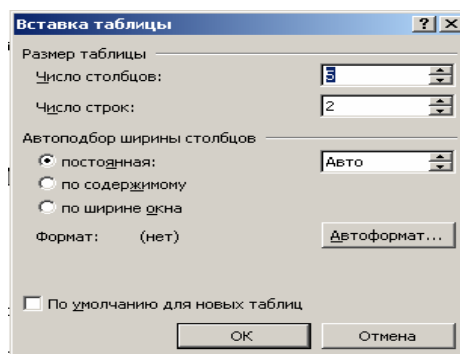 Вставка таблицы
Размер таблицы
Число столбцов: 5
Число строк: 2
Автоподбор ширины столбцов
постоянная: Авто
по содержимому
по ширине окна
Формат: (нет) Автоформат...
По умолчанию для новых таблиц
ОК Отмена